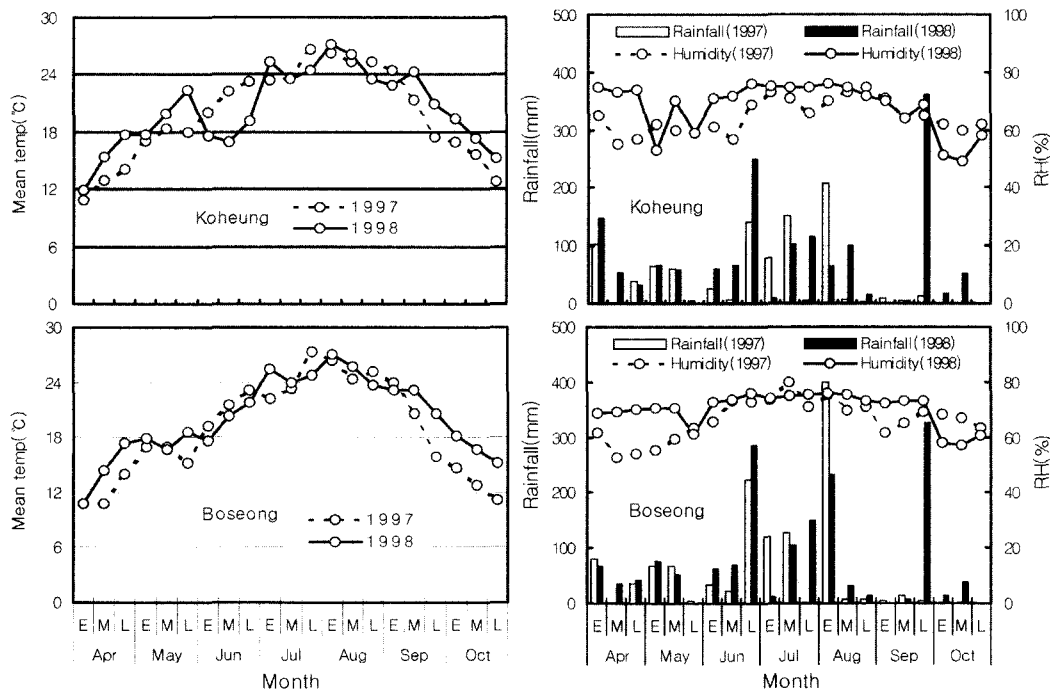 30
24
18
12
6
0
Mean temp(℃)
Koheung
1997
1998
500
400
300
200
100
0
Rainfall(mm)
Rainfall(1997)
Rainfall(1998)
Humidity(1997)
Humidity(1998)
Koheung
100
80
60
40
20
0
RH(%)
30
24
18
12
6
0
Mean temp(℃)
Boseong
1997
1998
E M L E M L E M L E M L E M L E M L E M L
Apr May Jun Jul Aug Sep Oct
Month
500
400
300
200
100
0
Rainfall(mm)
Rainfall(1997)
Rainfall(1998)
Humidity(1997)
Humidity(1998)
Boseong
100
80
60
40
20
0
RH(%)
E M L E M L E M L E M L E M L E M L E M L
Apr May Jun Jul Aug Sep Oct
Month